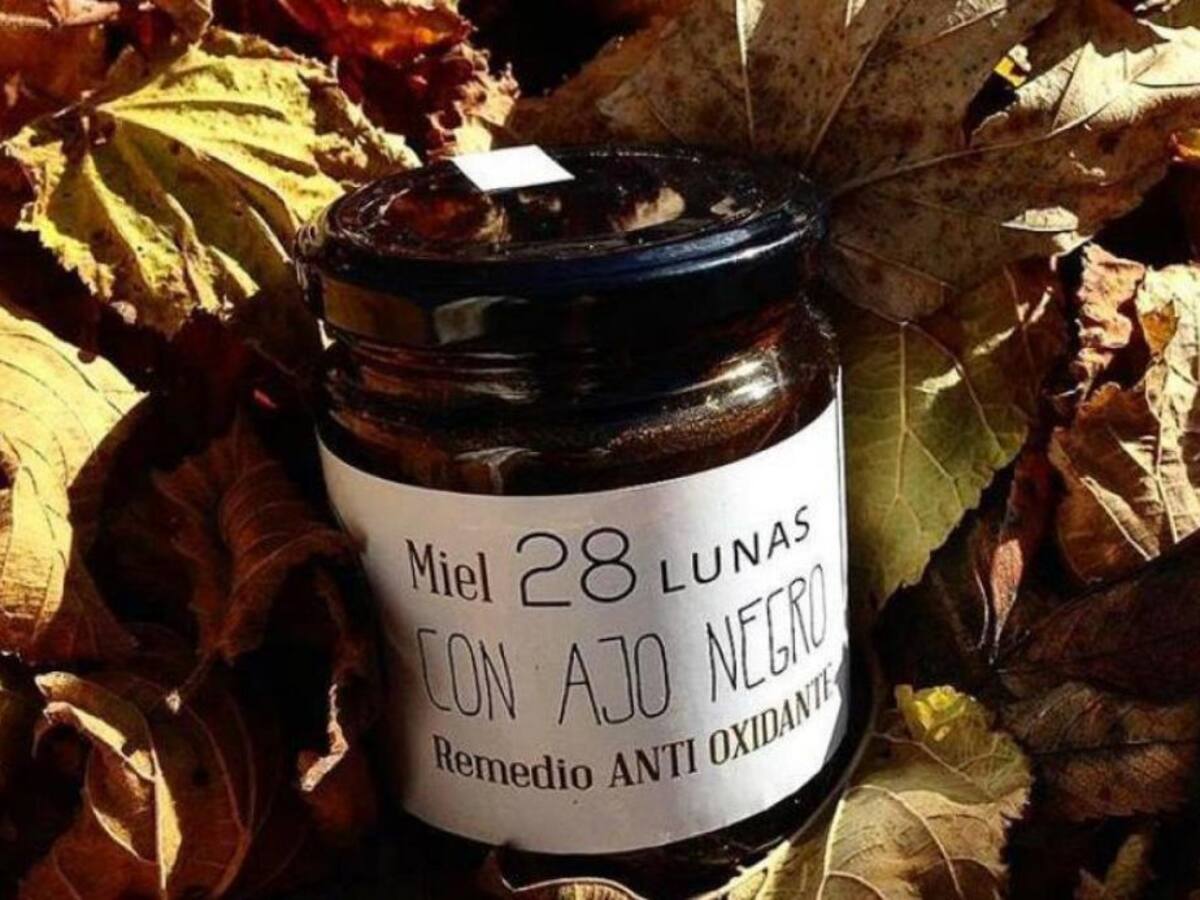 Miel 28 LUNAS
CON AJO NEGRO
Remedio ANTI OXIDANTE